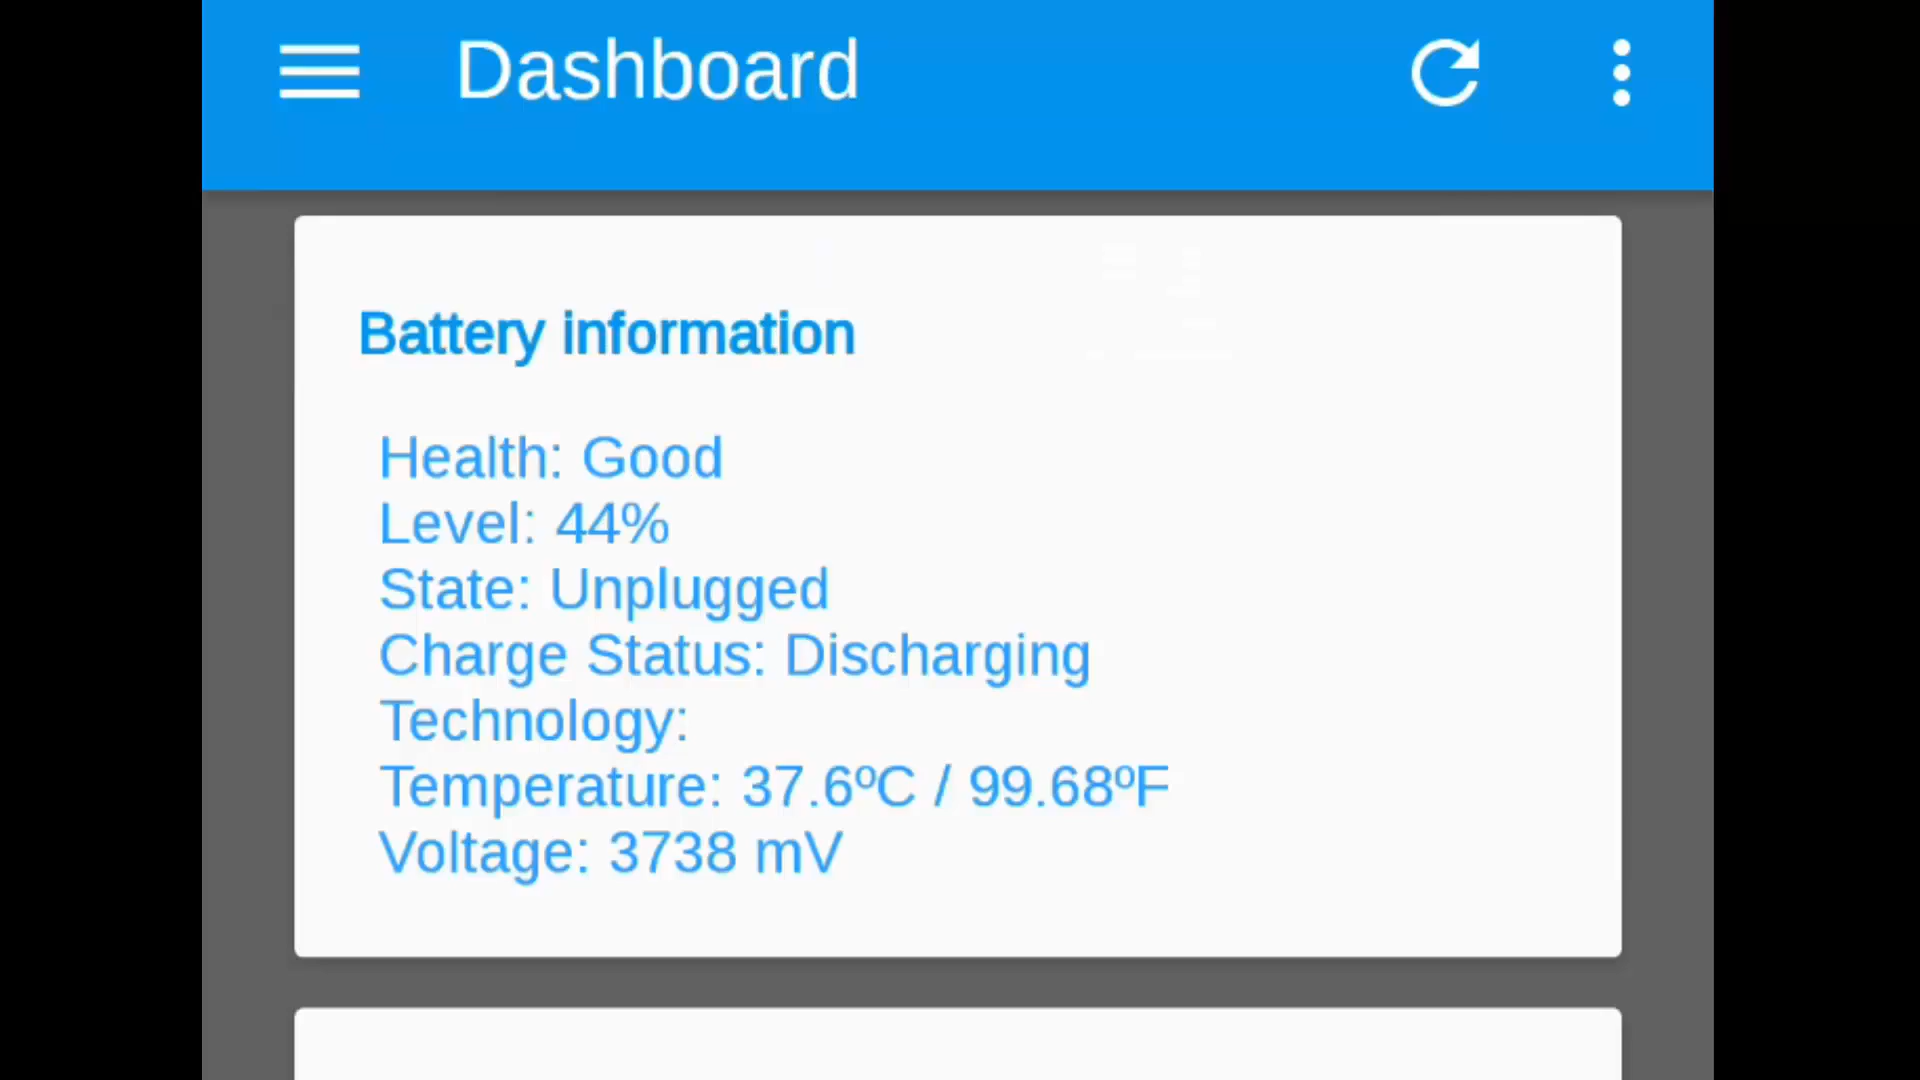 Dashboard
Battery information
Health: Good
Level: 44%
State: Unplugged
Charge Status: Discharging
Technology:
Temperature: 37.6ºC / 99.68ºF
Voltage: 3738 mV